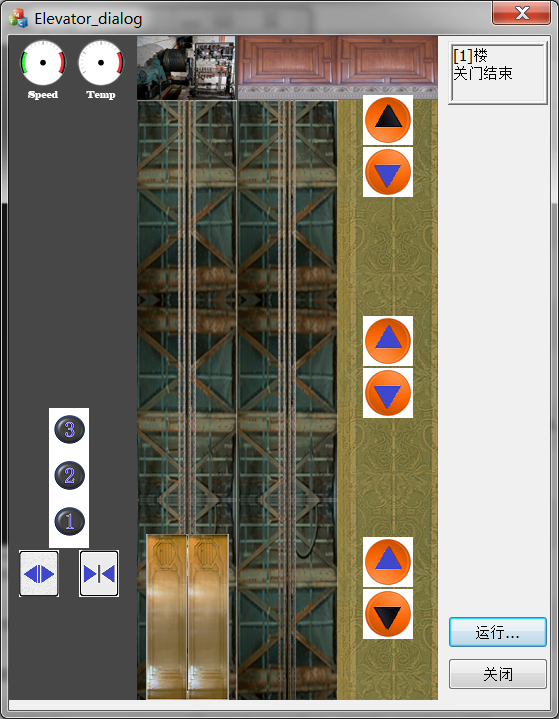 Elevator_dialog
Speed
Temp
[1]楼
关门结束
3
2
1
运行...
关闭